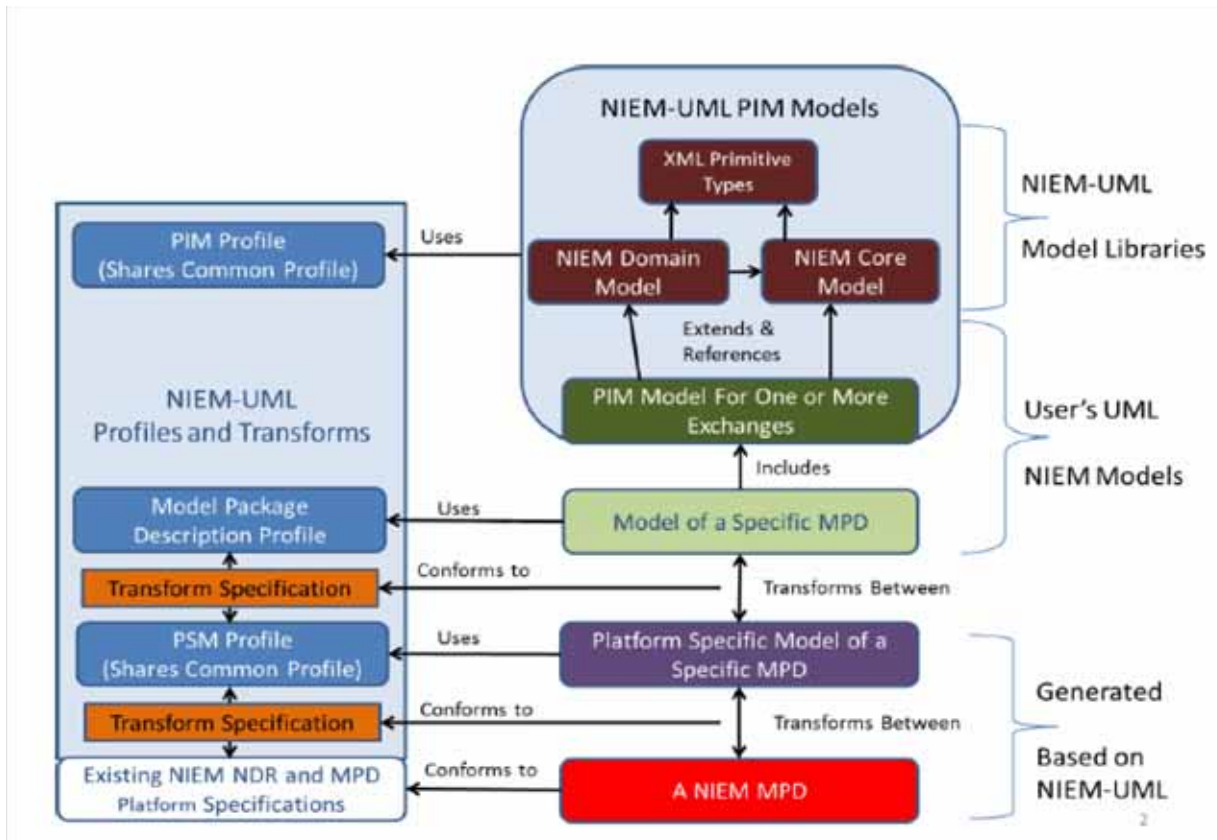 NIEM-UML PIM Models
XML Primitive
Types
NIEM-UML
Model Libraries
PIM Profile
(Shares Common Profile)
Uses
NIEM Domain
Model
NIEM Core
Model
Extends &
References
NIEM-UML
Profiles and Transforms
PIM Model For One or More
Exchanges
User's UML
NIEM Models
Includes
Model Package
Description Profile
Uses
Model of a Specific MPD
Transform Specification
Conforms to
Transforms Between
PSM Profile
(Shares Common Profile)
Uses
Platform Specific Model of a
Specific MPD
Generated
Based on
NIEM-UML
Transform Specification
Conforms to
Transforms Between
Existing NIEM NDR and MPD
Platform Specifications
Conforms to
A NIEM MPD
2